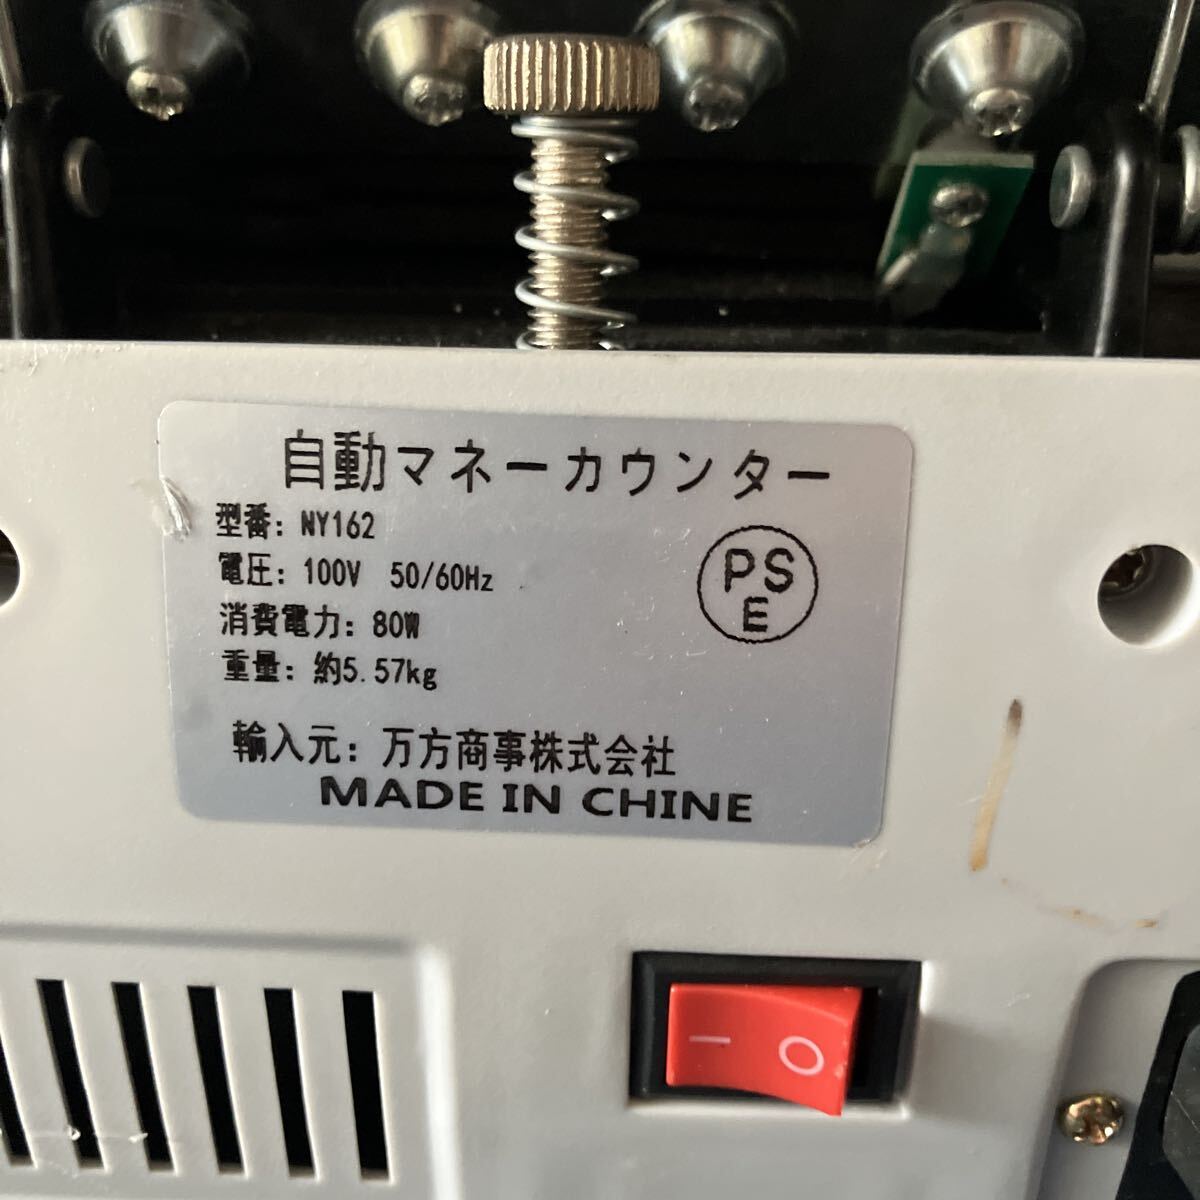 自動マネーカウンター
型番: NY162
電圧: 100V 50/60Hz
消費電力: 80W
重量: 約5.57kg
PS
E
輸入元: 万方商事株式会社
MADE IN CHINE